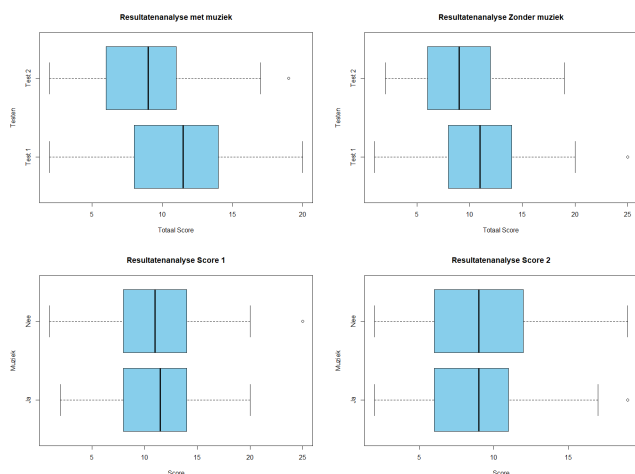 Resultatenanalyse met muziek
Test 2
Testen
Test 1
5 10 15 20
Totaal Score
Resultatenanalyse Zonder muziek
Test 2
Testen
Test 1
5 10 15 20 25
Totaal Score
Resultatenanalyse Score 1
Nee
Muziek
Ja
5 10 15 20 25
Score
Resultatenanalyse Score 2
Nee
Muziek
Ja
5 10 15
Score